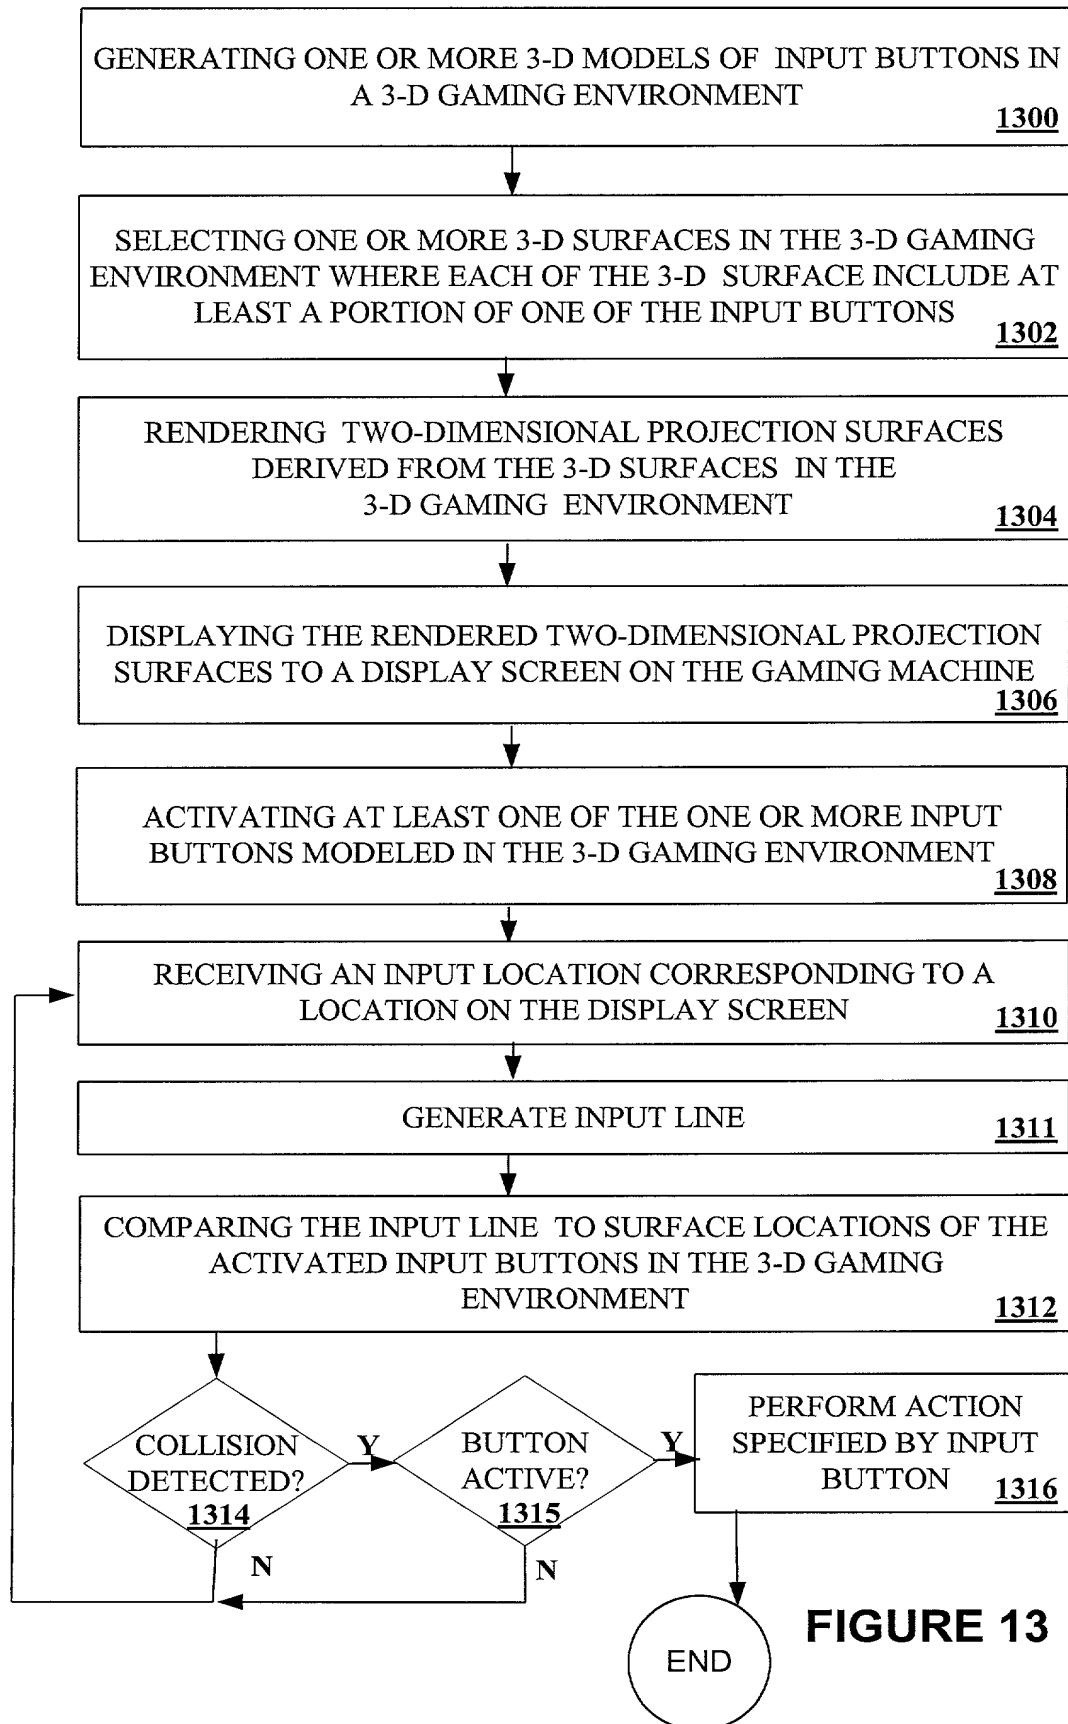 GENERATING ONE OR MORE 3-D MODELS OF INPUT BUTTONS IN
A 3-D GAMING ENVIRONMENT
1300
SELECTING ONE OR MORE 3-D SURFACES IN THE 3-D GAMING
ENVIRONMENT WHERE EACH OF THE 3-D SURFACE INCLUDE AT
LEAST A PORTION OF ONE OF THE INPUT BUTTONS
1302
RENDERING TWO-DIMENSIONAL PROJECTION SURFACES
DERIVED FROM THE 3-D SURFACES IN THE
3-D GAMING ENVIRONMENT
1304
DISPLAYING THE RENDERED TWO-DIMENSIONAL PROJECTION
SURFACES TO A DISPLAY SCREEN ON THE GAMING MACHINE
1306
ACTIVATING AT LEAST ONE OF THE ONE OR MORE INPUT
BUTTONS MODELED IN THE 3-D GAMING ENVIRONMENT
1308
RECEIVING AN INPUT LOCATION CORRESPONDING TO A
LOCATION ON THE DISPLAY SCREEN
1310
GENERATE INPUT LINE
1311
COMPARING THE INPUT LINE TO SURFACE LOCATIONS OF THE
ACTIVATED INPUT BUTTONS IN THE 3-D GAMING
ENVIRONMENT
1312
COLLISION
DETECTED?
1314
Y
N
BUTTON
ACTIVE?
1315
Y
N
PERFORM ACTION
SPECIFIED BY INPUT
BUTTON
1316
END
FIGURE 13